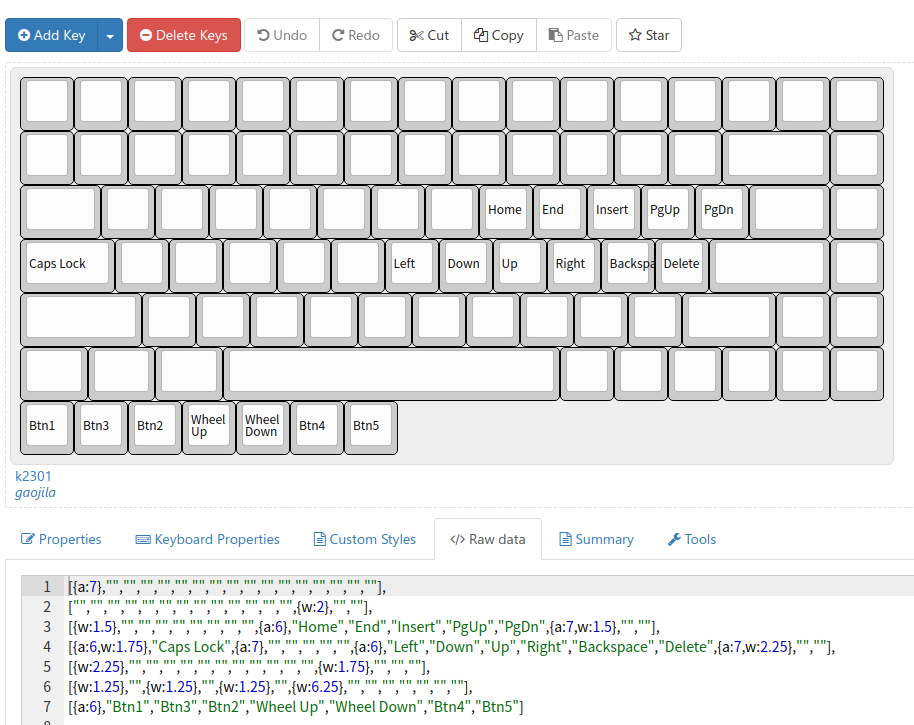 Add Key Delete Keys Undo Redo Cut Copy Paste Star
Home End Insert PgUp PgDn
Caps Lock Left Down Up Right Backspa Delete
Btn1 Btn3 Btn2 Wheel Up Wheel Down Btn4 Btn5
k2301
gaojila
Properties Keyboard Properties Custom Styles </> Raw data Summary Tools
1 [{a:7},"","","","","","","","","","","","","","","",""],
2 ["","","","","","","","","","","","","",{w:2},"",""],
3 [{w:1.5},"","","","","","","","",{a:6},"Home","End","Insert","PgUp","PgDn",{a:7,w:1.5},"",""],
4 [{a:6,w:1.75},"Caps Lock",{a:7},"","","","","",{a:6},"Left","Down","Up","Right","Backspace","Delete",{a:7,w:2.25},"",""],
5 [{w:2.25},"","","","","","","","","","","",{w:1.75},"","",""],
6 [{w:1.25},"",{w:1.25},"",{w:1.25},"",{w:6.25},"","","","","","",""],
7 [{a:6},"Btn1","Btn3","Btn2","Wheel Up","Wheel Down","Btn4","Btn5"]